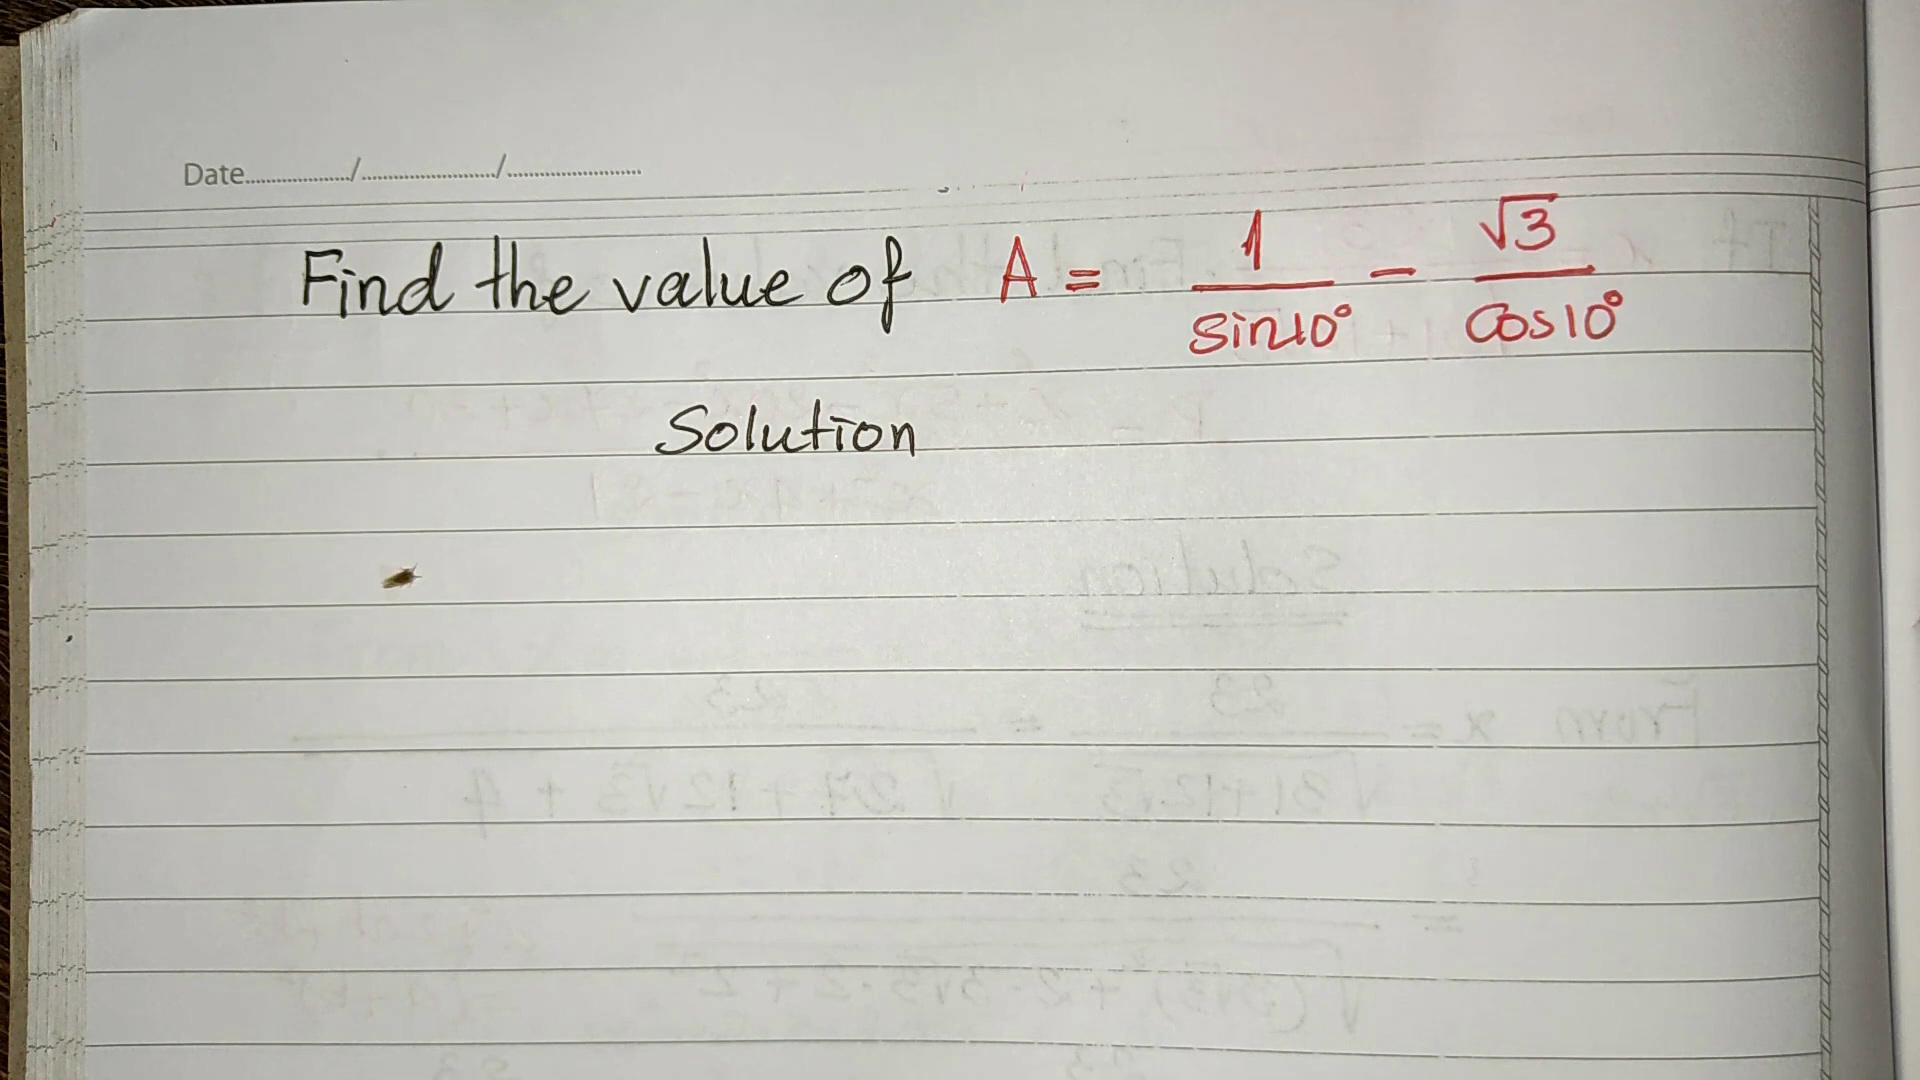 Date................../........................./..........................
Find the value of A = 1/sin10° - √3/cos10°
Solution